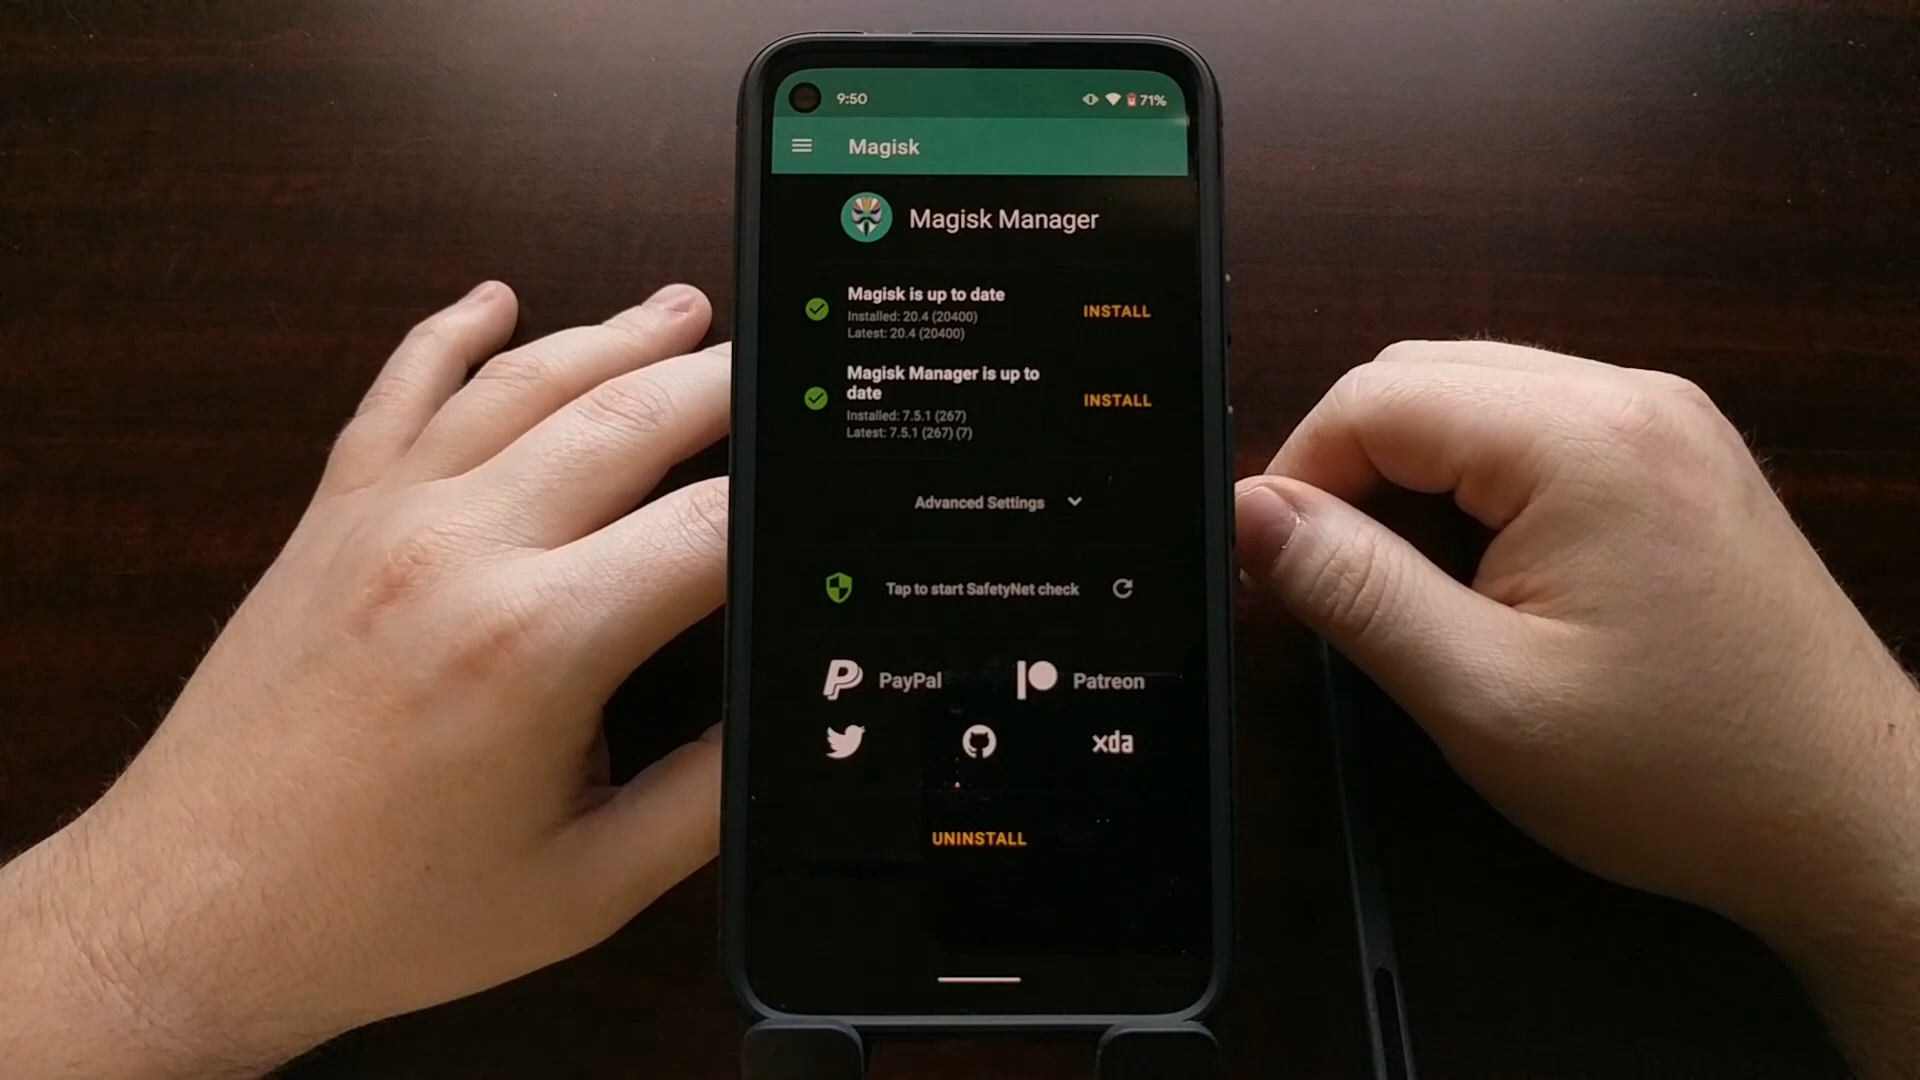 9:50
71%
Magisk
Magisk Manager
Magisk is up to date
Installed: 20.4 (20400)
Latest: 20.4 (20400)
INSTALL
Magisk Manager is up to
date
Installed: 7.5.1 (267)
Latest: 7.5.1 (267) (7)
INSTALL
Advanced Settings
Tap to start SafetyNet check
PayPal
Patreon
xda
UNINSTALL